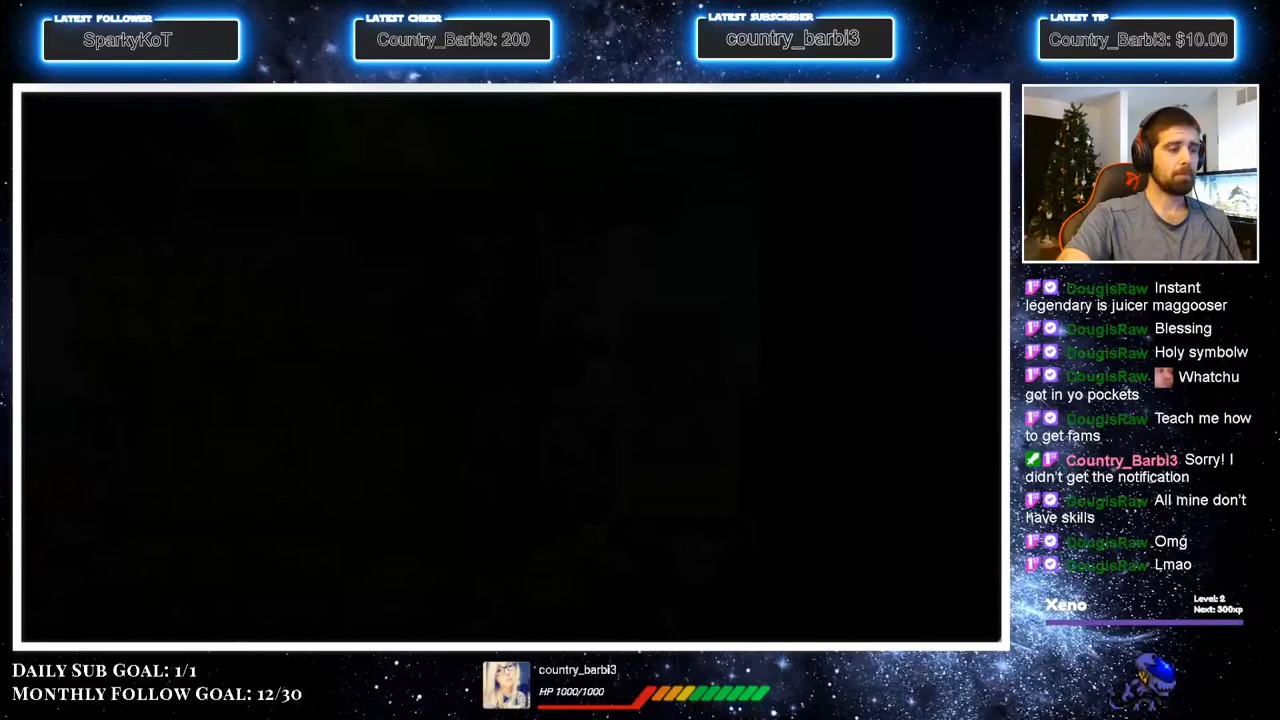 LATEST FOLLOWER
SparkyKoT
LATEST CHEER
Country_Barbi3: 200
LATEST SUBSCRIBER
country_barbi3
LATEST TIP
Country_Barbi3: $10.00
DougIsRaw Instant
legendary is juicer maggooser
DougIsRaw Blessing
DougIsRaw Holy symbolw
DougIsRaw Whatchu
got in yo pockets
DougIsRaw Teach me how
to get fams
Country_Barbi3 Sorry! I
didn't get the notification
DougIsRaw All mine don't
have skills
DougIsRaw Omg
DougIsRaw Lmao
Xeno
Level: 2
Next: 300xp
DAILY SUB GOAL: 1/1
MONTHLY FOLLOW GOAL: 12/30
country_barbi3
HP 1000/1000